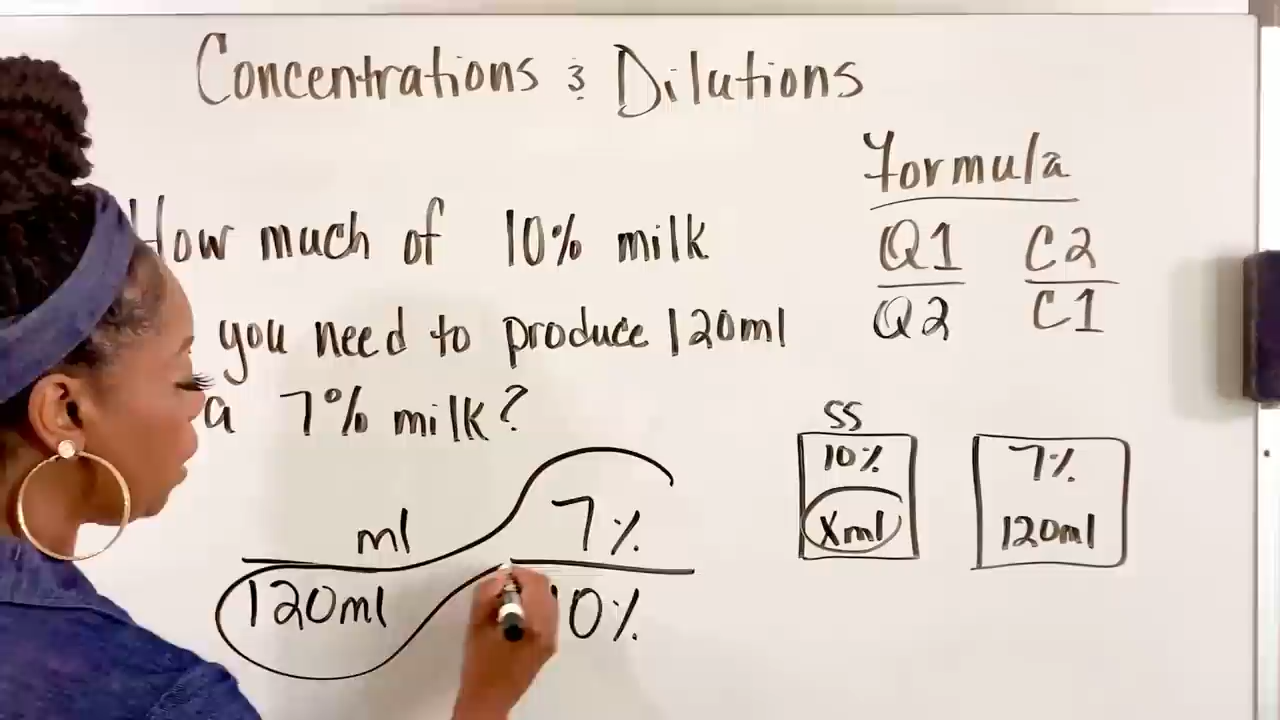 Concentrations & Dilutions
How much of 10% milk
you need to produce 120ml
a 7% milk?
Formula
Q1 C2
Q2 C1
SS
10% 7%
Xml 120ml
ml 7%
120ml 10%